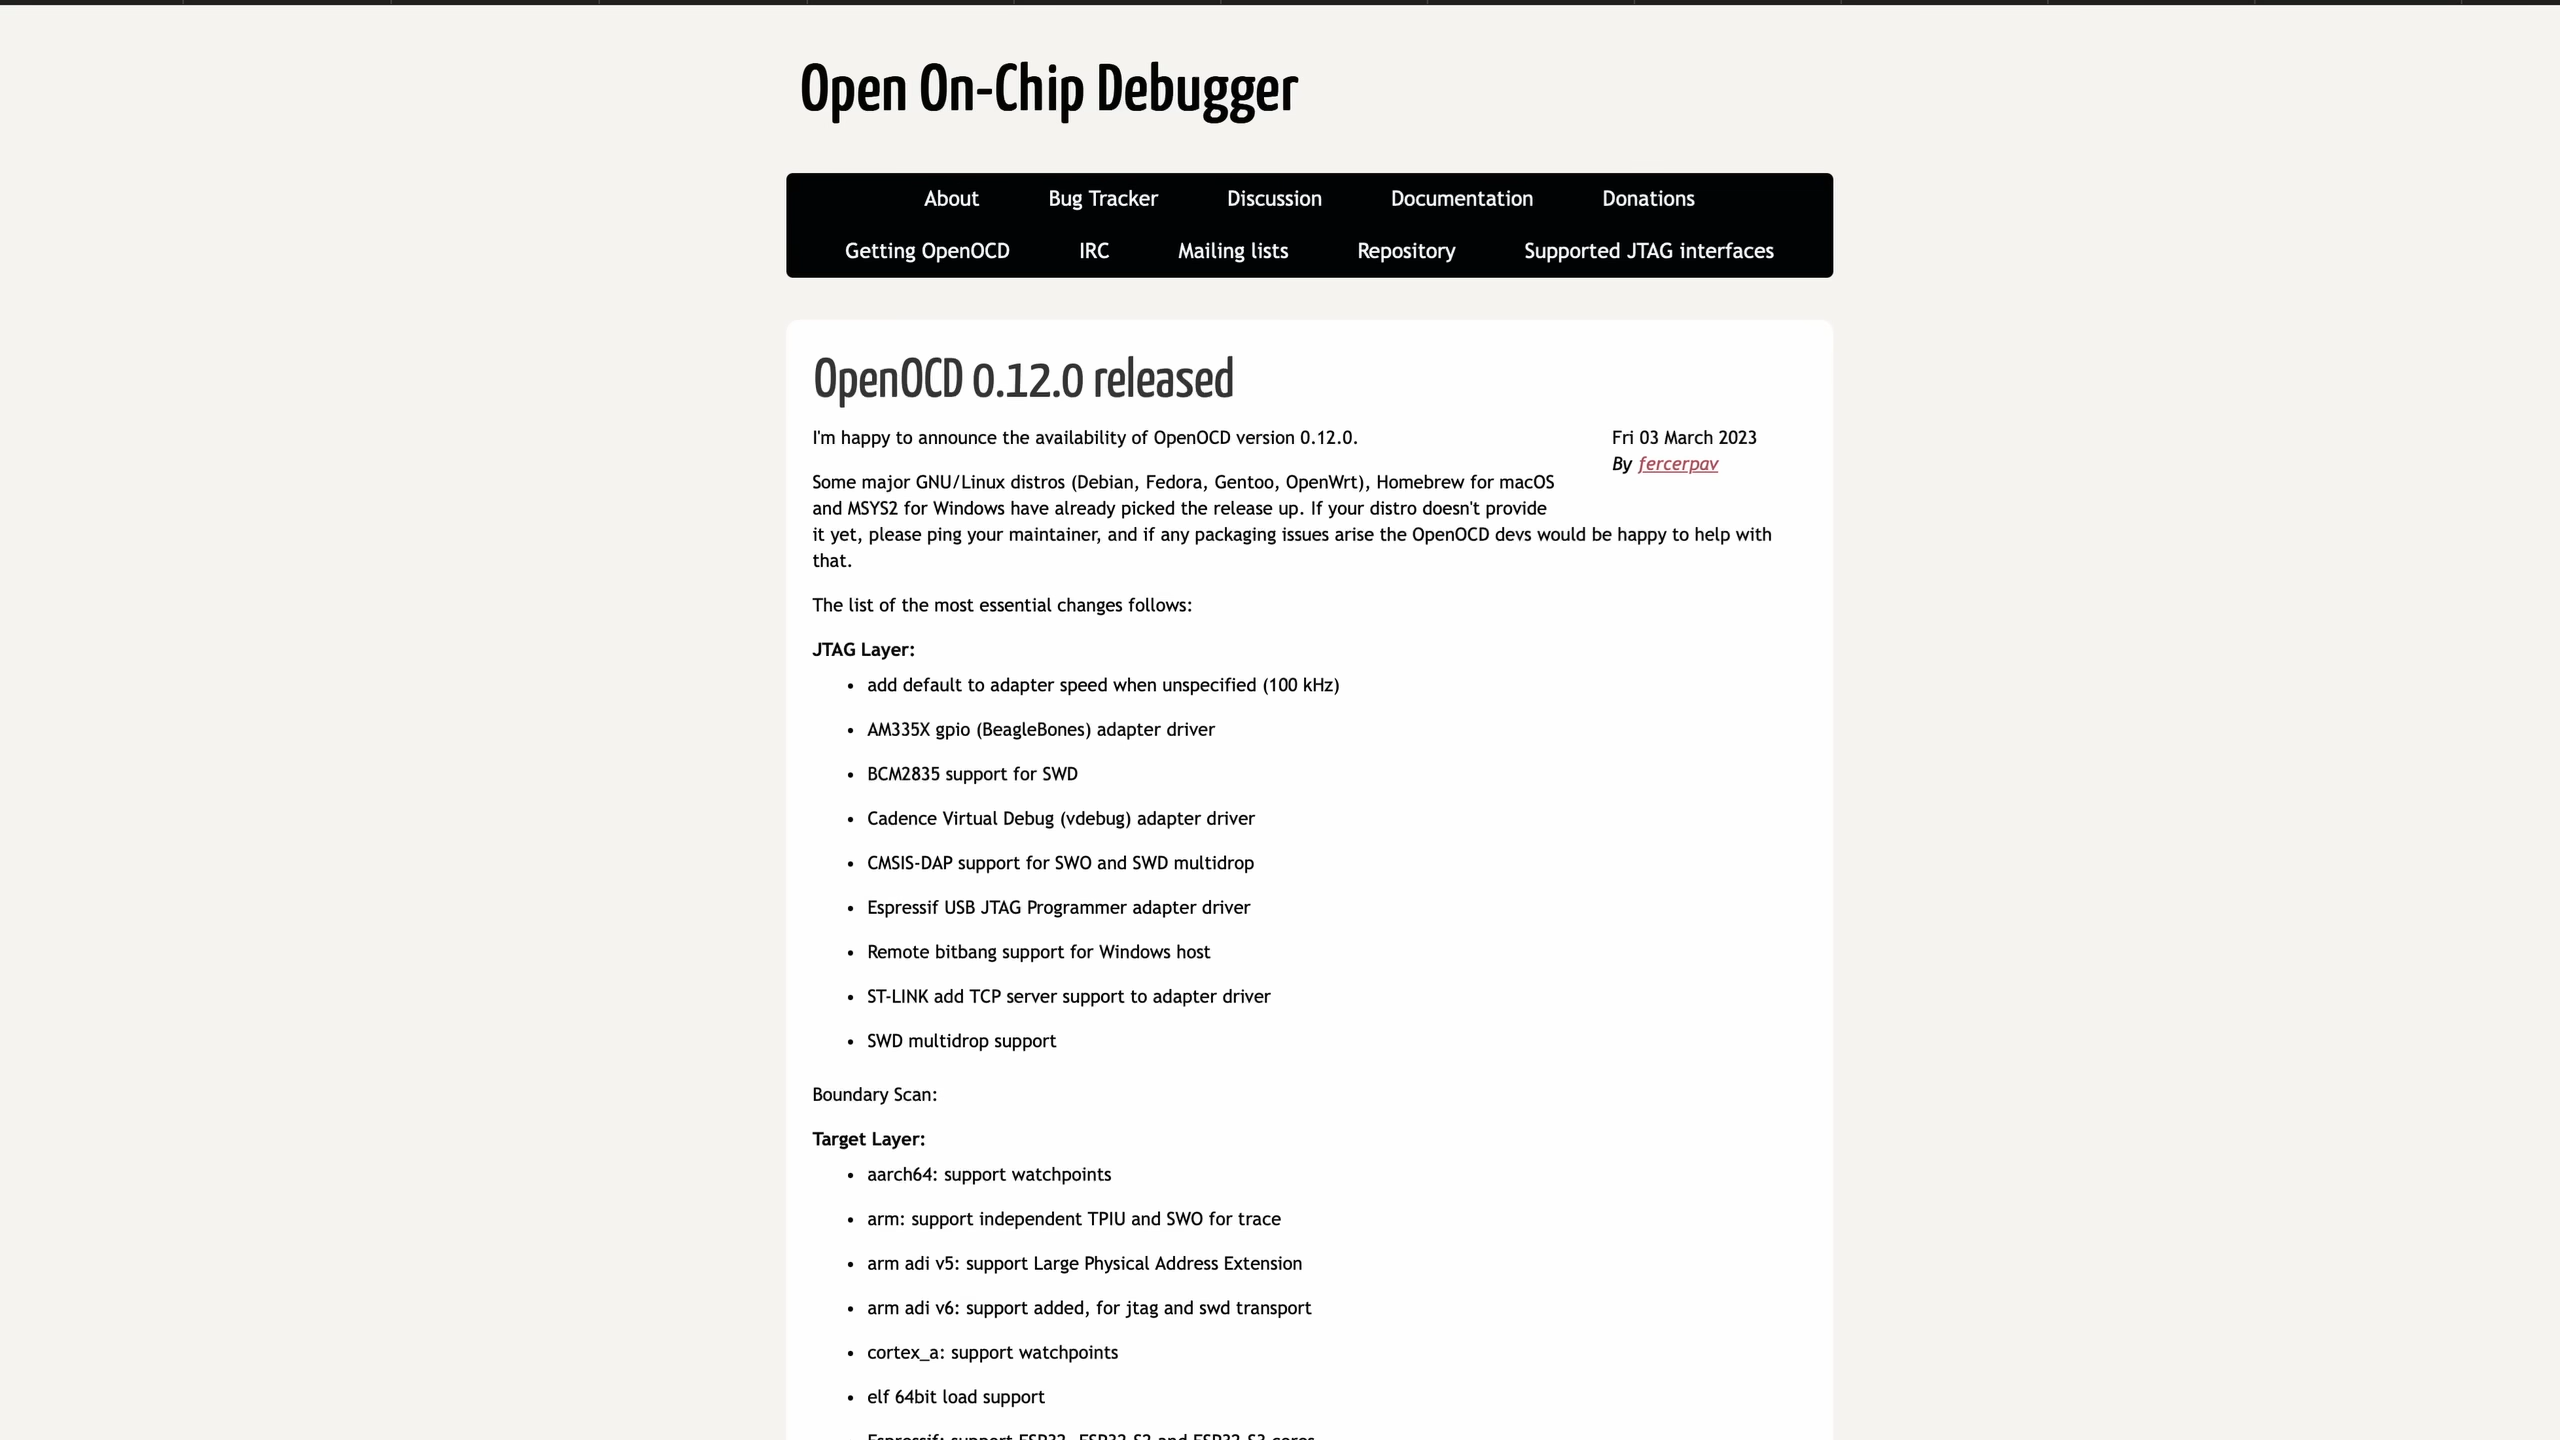 Open On-Chip Debugger
About Bug Tracker Discussion Documentation Donations
Getting OpenOCD IRC Mailing lists Repository Supported JTAG interfaces
OpenOCD 0.12.0 released
I'm happy to announce the availability of OpenOCD version 0.12.0.
Fri 03 March 2023
By fercerpav
Some major GNU/Linux distros (Debian, Fedora, Gentoo, OpenWrt), Homebrew for macOS
and MSYS2 for Windows have already picked the release up. If your distro doesn't provide
it yet, please ping your maintainer, and if any packaging issues arise the OpenOCD devs would be happy to help with
that.
The list of the most essential changes follows:
JTAG Layer:
• add default to adapter speed when unspecified (100 kHz)
• AM335X gpio (BeagleBones) adapter driver
• BCM2835 support for SWD
• Cadence Virtual Debug (vdebug) adapter driver
• CMSIS-DAP support for SWO and SWD multidrop
• Espressif USB JTAG Programmer adapter driver
• Remote bitbang support for Windows host
• ST-LINK add TCP server support to adapter driver
• SWD multidrop support
Boundary Scan:
Target Layer:
• aarch64: support watchpoints
• arm: support independent TPIU and SWO for trace
• arm adi v5: support Large Physical Address Extension
• arm adi v6: support added, for jtag and swd transport
• cortex_a: support watchpoints
• elf 64bit load support
Espressif: support ESP32, ESP32-S2 and ESP32-S3 cores